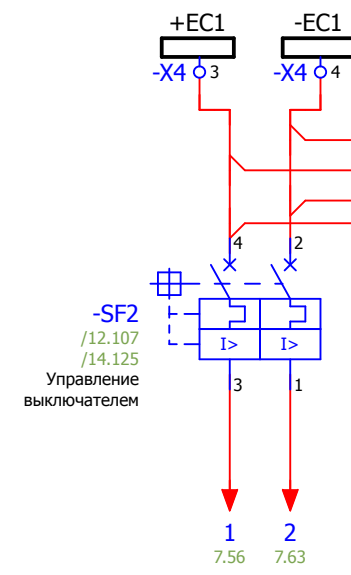 +EC1 -EC1
-X4 3 -X4 4
4 2
-SF2
/12.107
/14.125
Управление
выключателем
I> I>
3 1
1 2
7.56 7.63